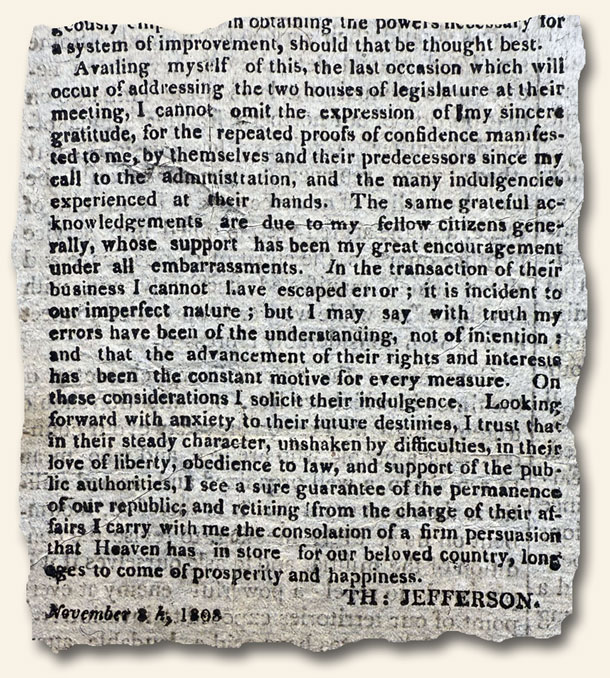 in obtaining the powers necessary for
a system of improvement, should that be thought best.
Availing myself of this, the last occasion which will
occur of addressing the two houses of legislature at their
meeting, I cannot omit the expression of my sincere
gratitude, for the repeated proofs of confidence manifes-
ted to me, by themselves and their predecessors since my
call to the administration, and the many indulgencies
experienced at their hands. The same grateful ac-
knowledgements are due to my fellow citizens gene-
rally, whose support has been my great encouragement
under all embarrassments. In the transaction of their
business I cannot have escaped error ; it is incident to
our imperfect nature ; but I may say with truth my
errors have been of the understanding, not of intention :
and that the advancement of their rights and interests
has been the constant motive for every measure. On
these considerations I solicit their indulgence. Looking
forward with anxiety to their future destinies, I trust that
in their steady character, unshaken by difficulties, in their
love of liberty, obedience to law, and support of the pub-
lic authorities, I see a sure guarantee of the permanence
of our republic; and retiring from the charge of their af-
fairs I carry with me the consolation of a firm persuasion
that Heaven has in store for our beloved country, long
ages to come of prosperity and happiness.
TH: JEFFERSON.
November 8 h, 1808